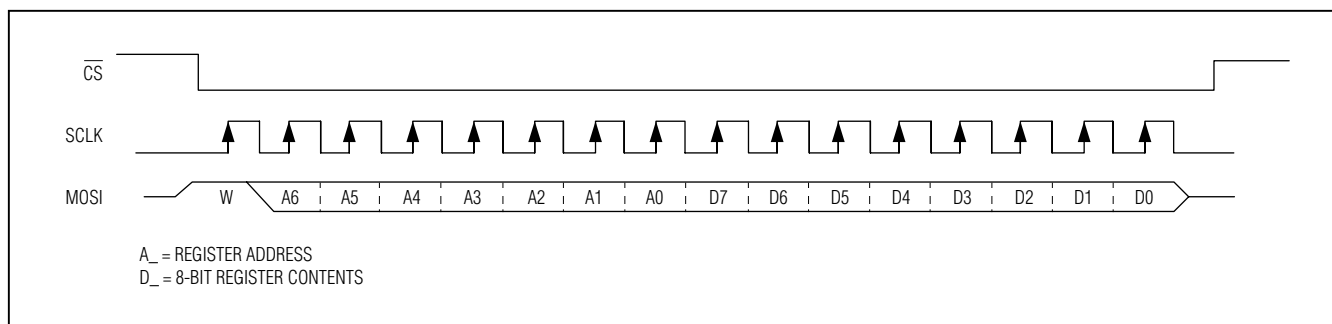 CS
SCLK
MOSI W A6 A5 A4 A3 A2 A1 A0 D7 D6 D5 D4 D3 D2 D1 D0
A_ = REGISTER ADDRESS
D_ = 8-BIT REGISTER CONTENTS